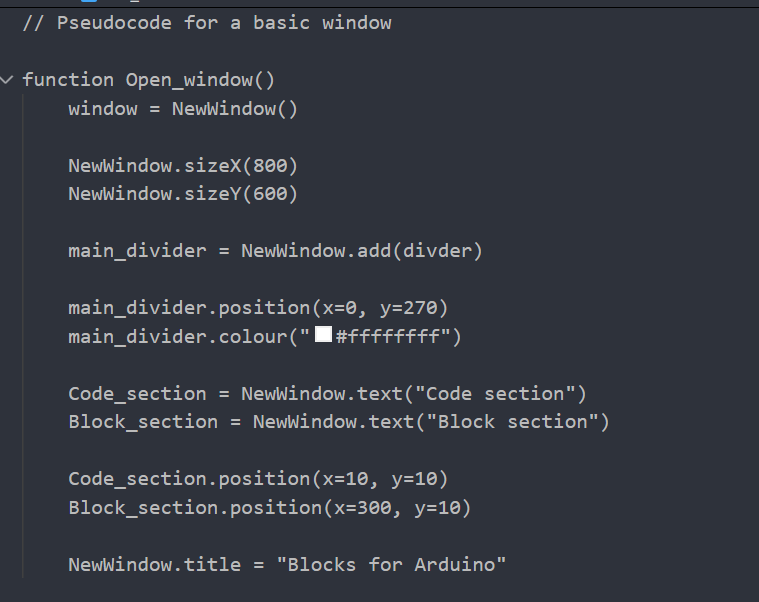 // Pseudocode for a basic window
function Open_window()
window = NewWindow()
NewWindow.sizeX(800)
NewWindow.sizeY(600)
main_divider = NewWindow.add(divder)
main_divider.position(x=0, y=270)
main_divider.colour("#ffffffff")
Code_section = NewWindow.text("Code section")
Block_section = NewWindow.text("Block section")
Code_section.position(x=10, y=10)
Block_section.position(x=300, y=10)
NewWindow.title = "Blocks for Arduino"